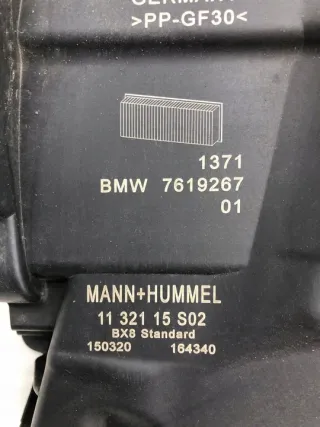 >PP-GF30<
1371
BMW 7619267
01
MANN+HUMMEL
11 321 15 S02
BX8 Standard
150320 164340